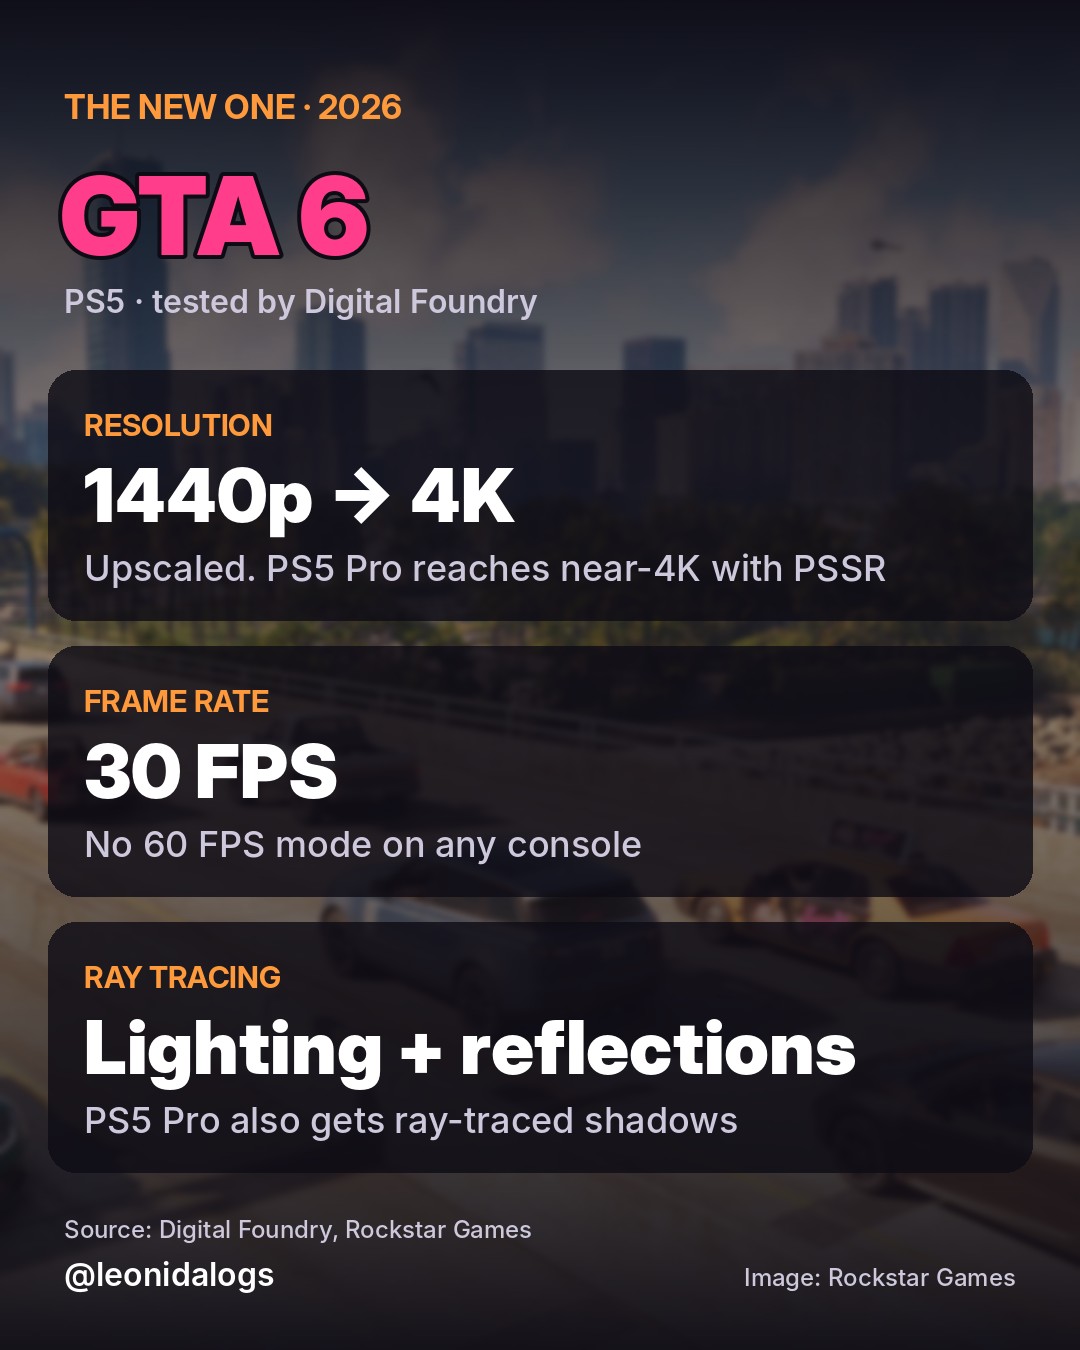 THE NEW ONE · 2026
GTA 6
PS5 · tested by Digital Foundry
RESOLUTION
1440p → 4K
Upscaled. PS5 Pro reaches near-4K with PSSR
FRAME RATE
30 FPS
No 60 FPS mode on any console
RAY TRACING
Lighting + reflections
PS5 Pro also gets ray-traced shadows
Source: Digital Foundry, Rockstar Games
@leonidalogs
Image: Rockstar Games